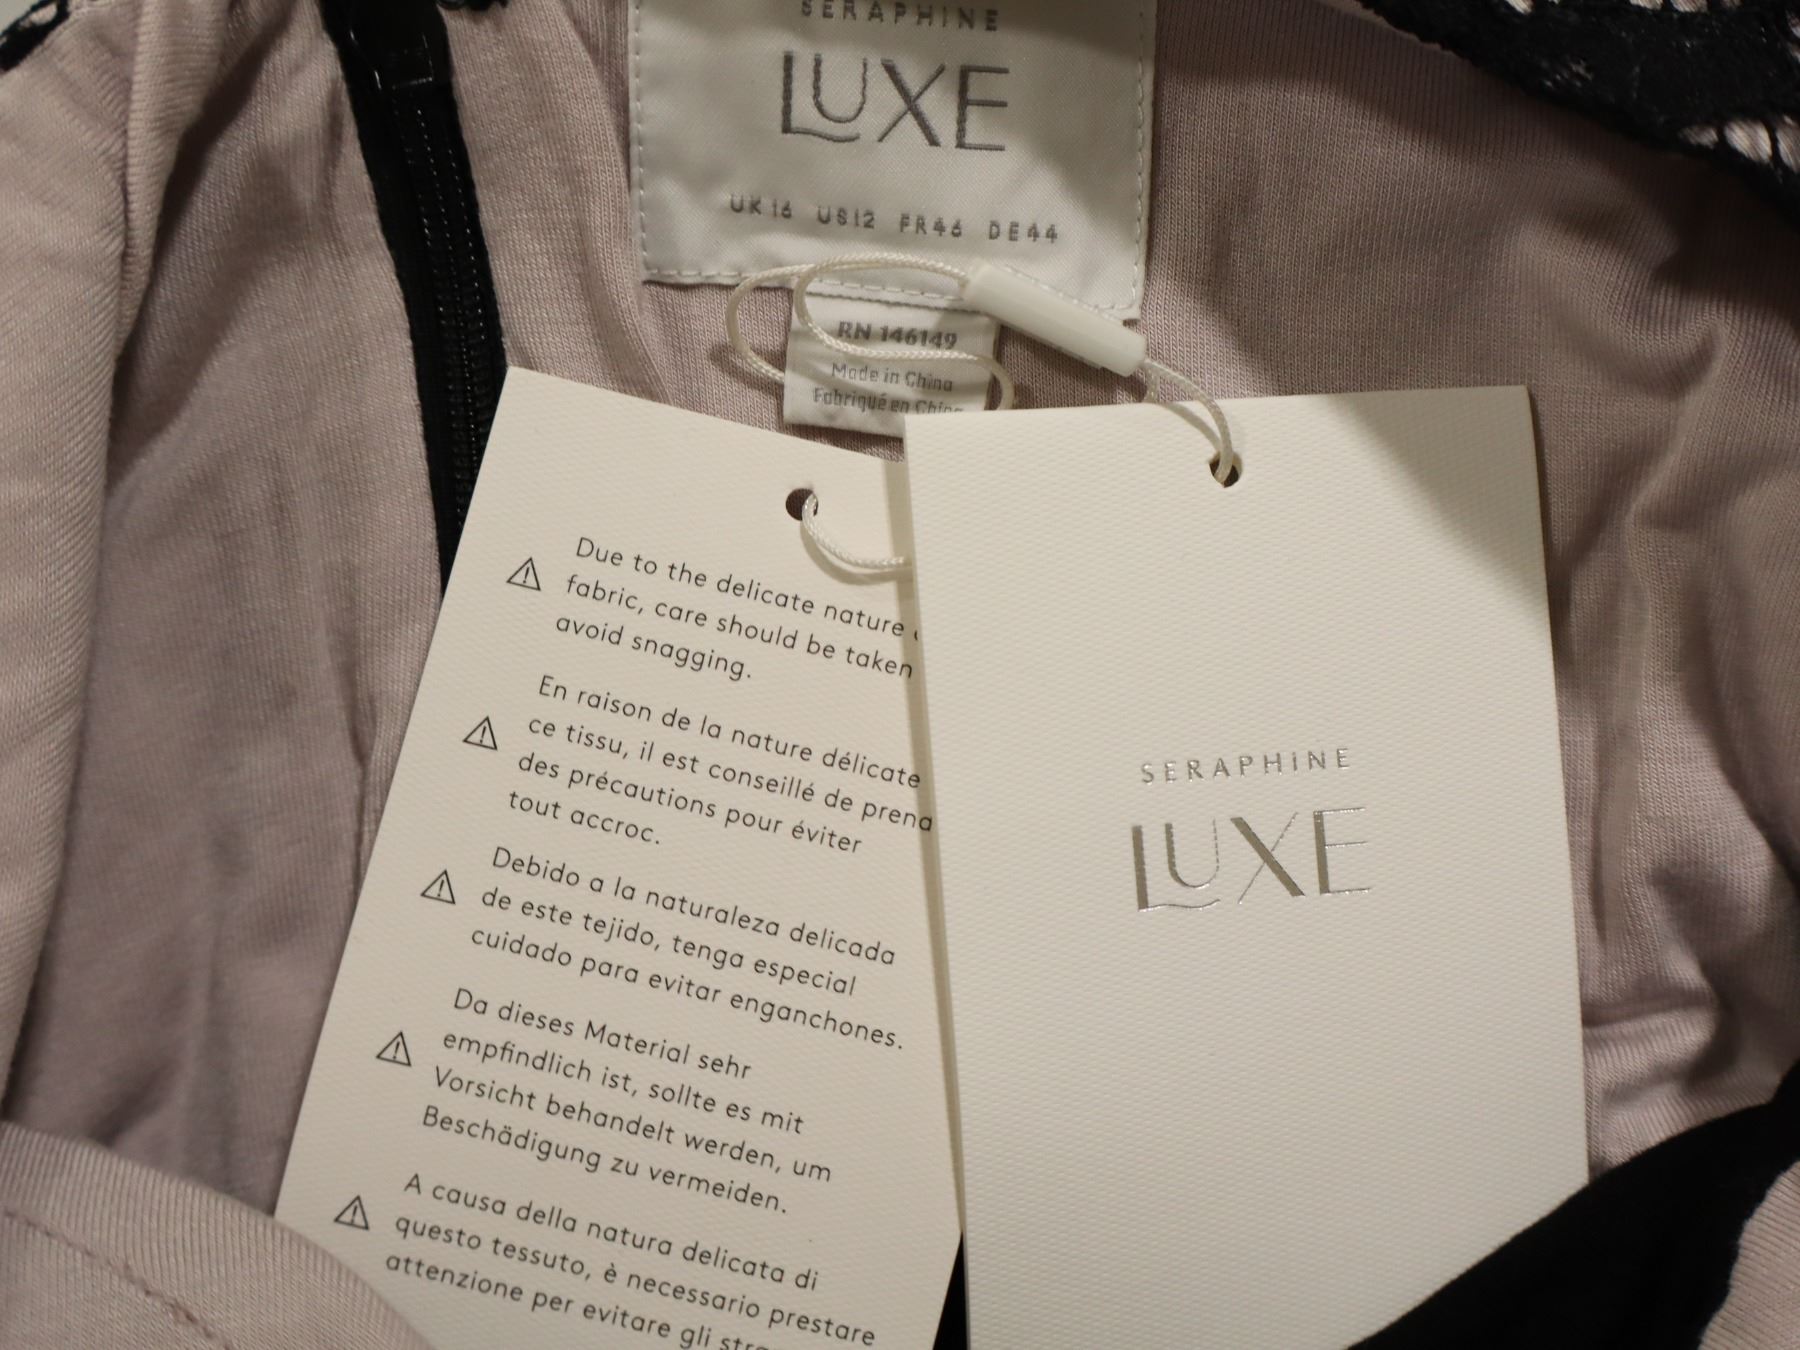 SERAPHINE
LUXE
UK16 US12 FR46 DE44
RN 146149
Made in China
Fabriqué en Chine
Due to the delicate nature
fabric, care should be taken
avoid snagging.
En raison de la nature délicate
ce tissu, il est conseillé de prend
des précautions pour éviter
tout accroc.
Debido a la naturaleza delicada
de este tejido, tenga especial
cuidado para evitar enganchones.
Da dieses Material sehr
empfindlich ist, sollte es mit
Vorsicht behandelt werden, um
Beschädigung zu vermeiden.
A causa della natura delicata di
questo tessuto, è necessario prestare
attenzione per evitare gli
SERAPHINE
LUXE